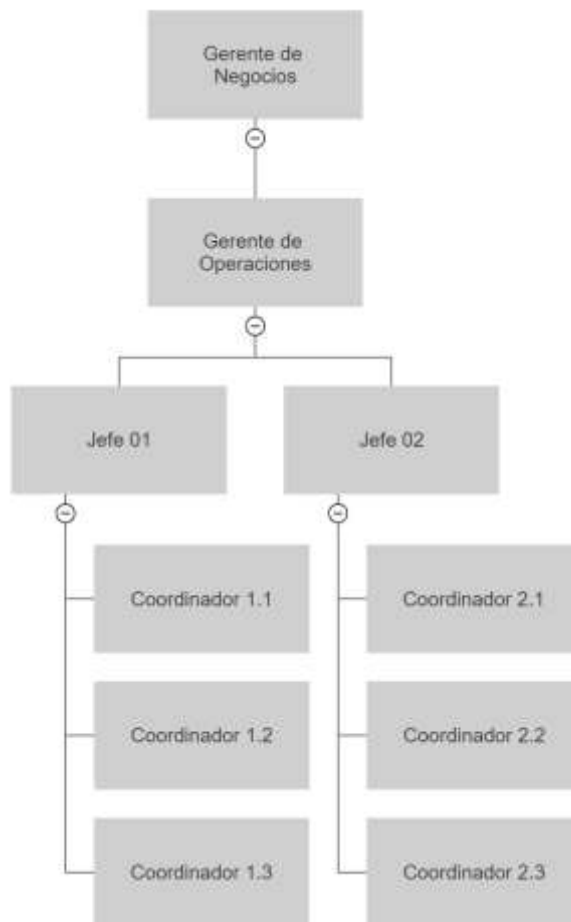 Gerente de
Negocios
Gerente de
Operaciones
Jefe 01
Jefe 02
Coordinador 1.1
Coordinador 2.1
Coordinador 1.2
Coordinador 2.2
Coordinador 1.3
Coordinador 2.3